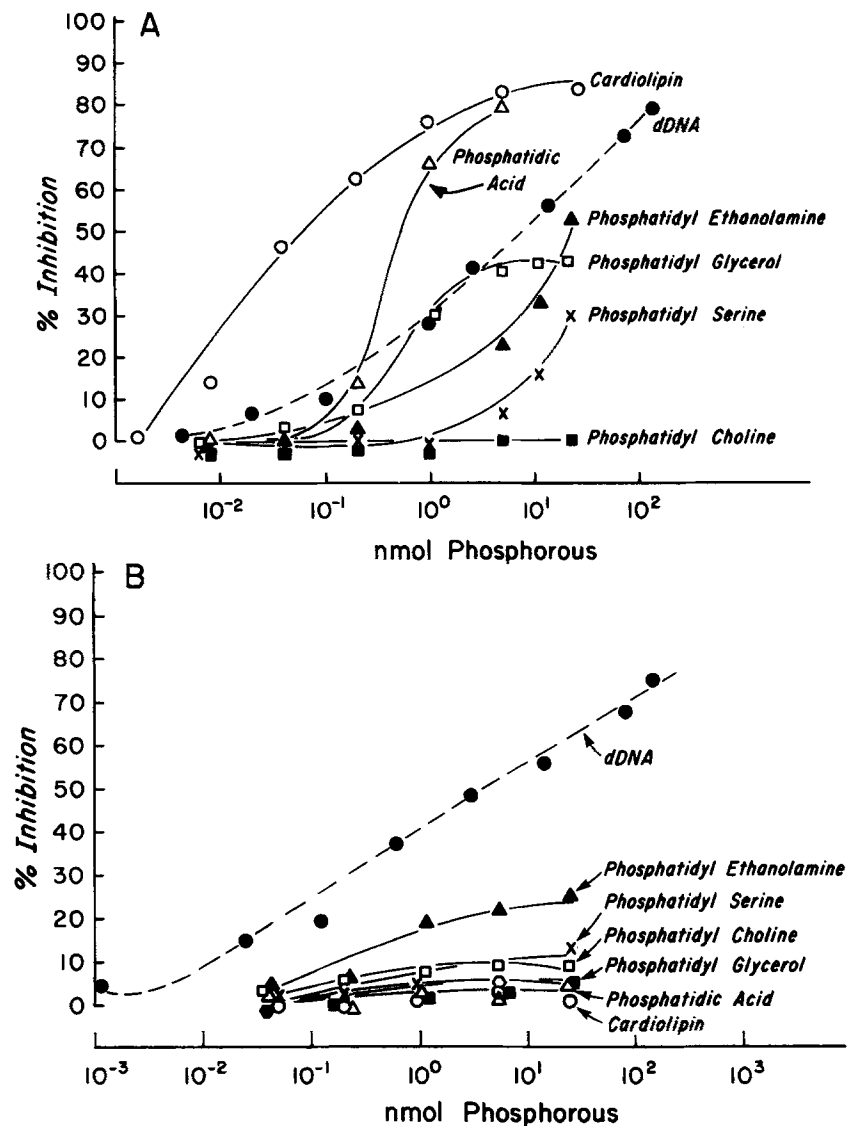 A
100
90
80
70
60
50
40
30
20
10
0
% Inhibition
Cardiolipin
dDNA
Phosphatidic
Acid
Phosphatidyl Ethanolamine
Phosphatidyl Glycerol
Phosphatidyl Serine
Phosphatidyl Choline
10⁻² 10⁻¹ 10⁰ 10¹ 10²
nmol Phosphorous
B
100
90
80
70
60
50
40
30
20
10
0
% Inhibition
dDNA
Phosphatidyl Ethanolamine
Phosphatidyl Serine
Phosphatidyl Choline
Phosphatidyl Glycerol
Phosphatidic Acid
Cardiolipin
10⁻³ 10⁻² 10⁻¹ 10⁰ 10¹ 10² 10³
nmol Phosphorous